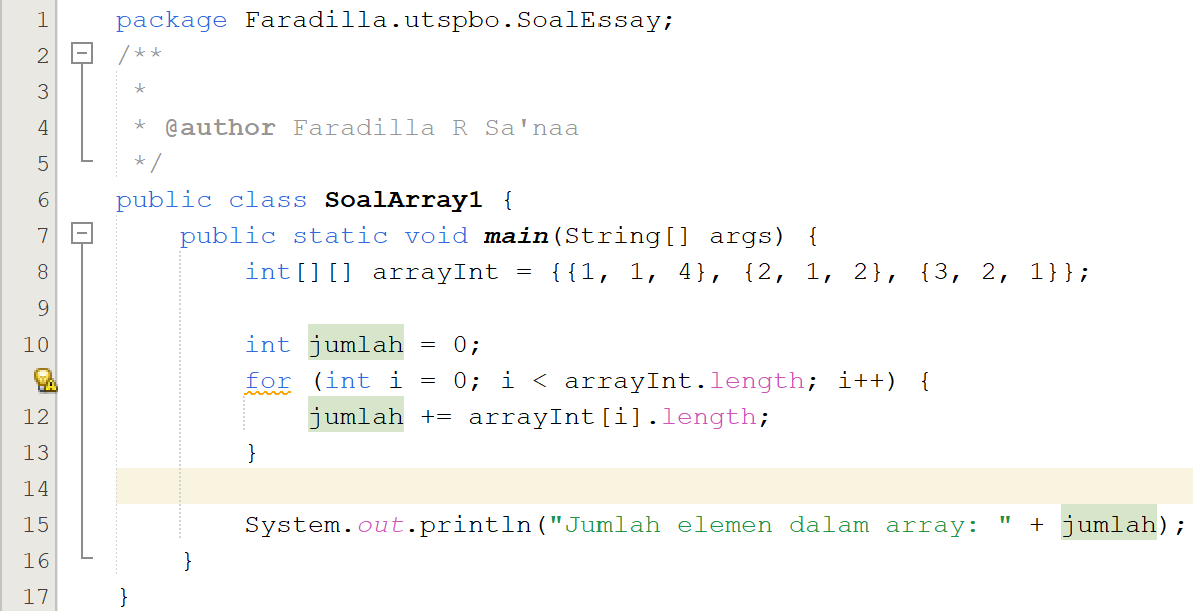 1 package Faradilla.utspbo.SoalEssay;
2 /**
3 *
4 * @author Faradilla R Sa'naa
5 */
6 public class SoalArray1 {
7 public static void main(String[] args) {
8 int[][] arrayInt = {{1, 1, 4}, {2, 1, 2}, {3, 2, 1}};
9
10 int jumlah = 0;
for (int i = 0; i < arrayInt.length; i++) {
12 jumlah += arrayInt[i].length;
13 }
14
15 System.out.println("Jumlah elemen dalam array: " + jumlah);
16 }
17 }